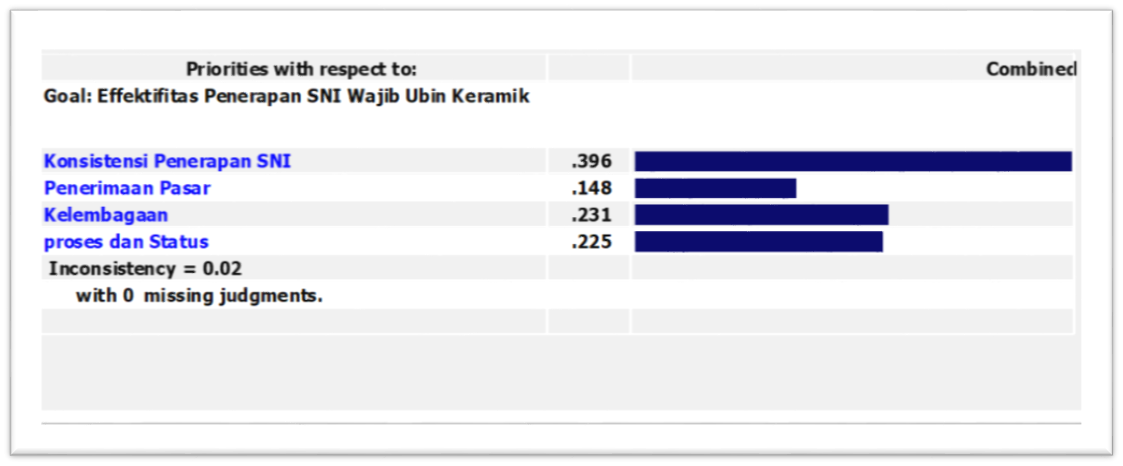 Priorities with respect to: Combined
Goal: Effektifitas Penerapan SNI Wajib Ubin Keramik
Konsistensi Penerapan SNI .396
Penerimaan Pasar .148
Kelembagaan .231
proses dan Status .225
Inconsistency = 0.02
with 0 missing judgments.